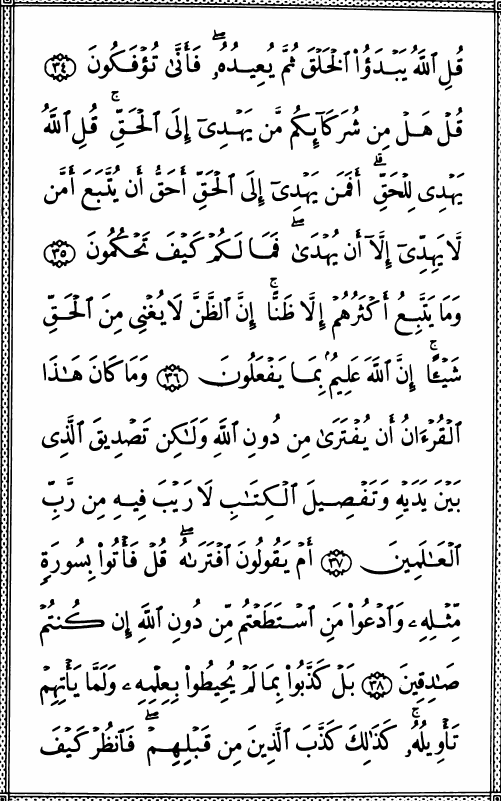 قُلِ ٱللَّهُ يَبۡدَؤُاْ ٱلۡخَلۡقَ ثُمَّ يُعِيدُهُۥۖ فَأَنَّىٰ تُؤۡفَكُونَ ٣٤
قُلۡ هَلۡ مِن شُرَكَآئِكُم مَّن يَهۡدِيٓ إِلَى ٱلۡحَقِّۚ قُلِ ٱللَّهُ
يَهۡدِي لِلۡحَقِّۗ أَفَمَن يَهۡدِيٓ إِلَى ٱلۡحَقِّ أَحَقُّ أَن يُتَّبَعَ أَمَّن
لَّا يَهِدِّيٓ إِلَّآ أَن يُهۡدَىٰۖ فَمَا لَكُمۡ كَيۡفَ تَحۡكُمُونَ ٣٥
وَمَا يَتَّبِعُ أَكۡثَرُهُمۡ إِلَّا ظَنًّاۚ إِنَّ ٱلظَّنَّ لَا يُغۡنِي مِنَ ٱلۡحَقِّ
شَيۡـًٔاۚ إِنَّ ٱللَّهَ عَلِيمُۢ بِمَا يَفۡعَلُونَ ٣٦ وَمَا كَانَ هَٰذَا
ٱلۡقُرۡءَانُ أَن يُفۡتَرَىٰ مِن دُونِ ٱللَّهِ وَلَٰكِن تَصۡدِيقَ ٱلَّذِي
بَيۡنَ يَدَيۡهِ وَتَفۡصِيلَ ٱلۡكِتَٰبِ لَا رَيۡبَ فِيهِ مِن رَّبِّ
ٱلۡعَٰلَمِينَ ٣٧ أَمۡ يَقُولُونَ ٱفۡتَرَىٰهُۖ قُلۡ فَأۡتُواْ بِسُورَةٖ
مِّثۡلِهِۦ وَٱدۡعُواْ مَنِ ٱسۡتَطَعۡتُم مِّن دُونِ ٱللَّهِ إِن كُنتُمۡ
صَٰدِقِينَ ٣٨ بَلۡ كَذَّبُواْ بِمَا لَمۡ يُحِيطُواْ بِعِلۡمِهِۦ وَلَمَّا يَأۡتِهِمۡ
تَأۡوِيلُهُۥۚ كَذَٰلِكَ كَذَّبَ ٱلَّذِينَ مِن قَبۡلِهِمۡۖ فَٱنظُرۡ كَيۡفَ